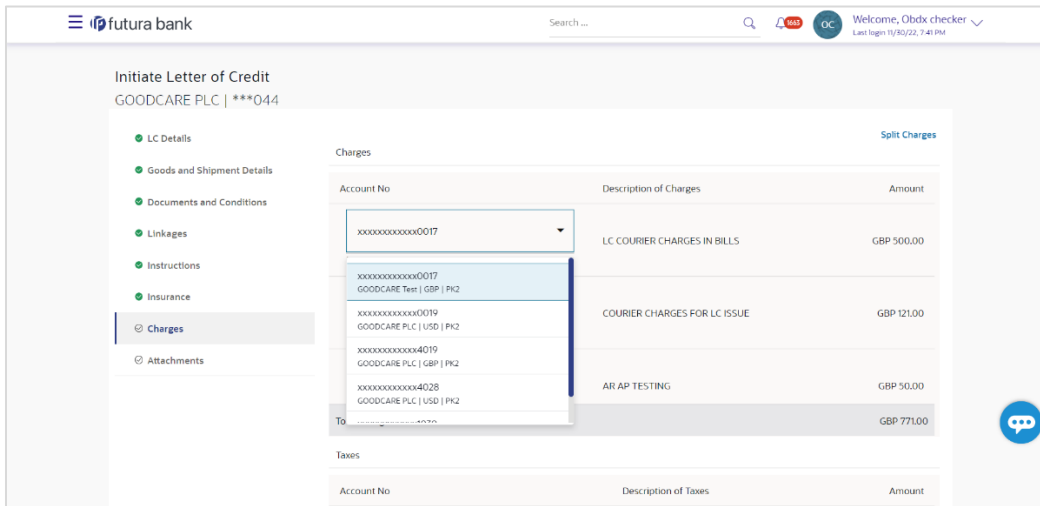 futura bank
Search ...
1663
OC
Welcome, Obdx checker
Last login 11/30/22, 7:41 PM
Initiate Letter of Credit
GOODCARE PLC | ***044
LC Details
Goods and Shipment Details
Documents and Conditions
Linkages
Instructions
Insurance
Charges
Attachments
Split Charges
Charges
Account No Description of Charges Amount
xxxxxxxxxxxx0017 LC COURIER CHARGES IN BILLS GBP 500.00
xxxxxxxxxxxx0017
GOODCARE Test | GBP | PK2
xxxxxxxxxxxx0019
GOODCARE PLC | USD | PK2
COURIER CHARGES FOR LC ISSUE GBP 121.00
xxxxxxxxxxxx4019
GOODCARE PLC | GBP | PK2
xxxxxxxxxxxx4028
GOODCARE PLC | USD | PK2
AR AP TESTING GBP 50.00
To GBP 771.00
Taxes
Account No Description of Taxes Amount